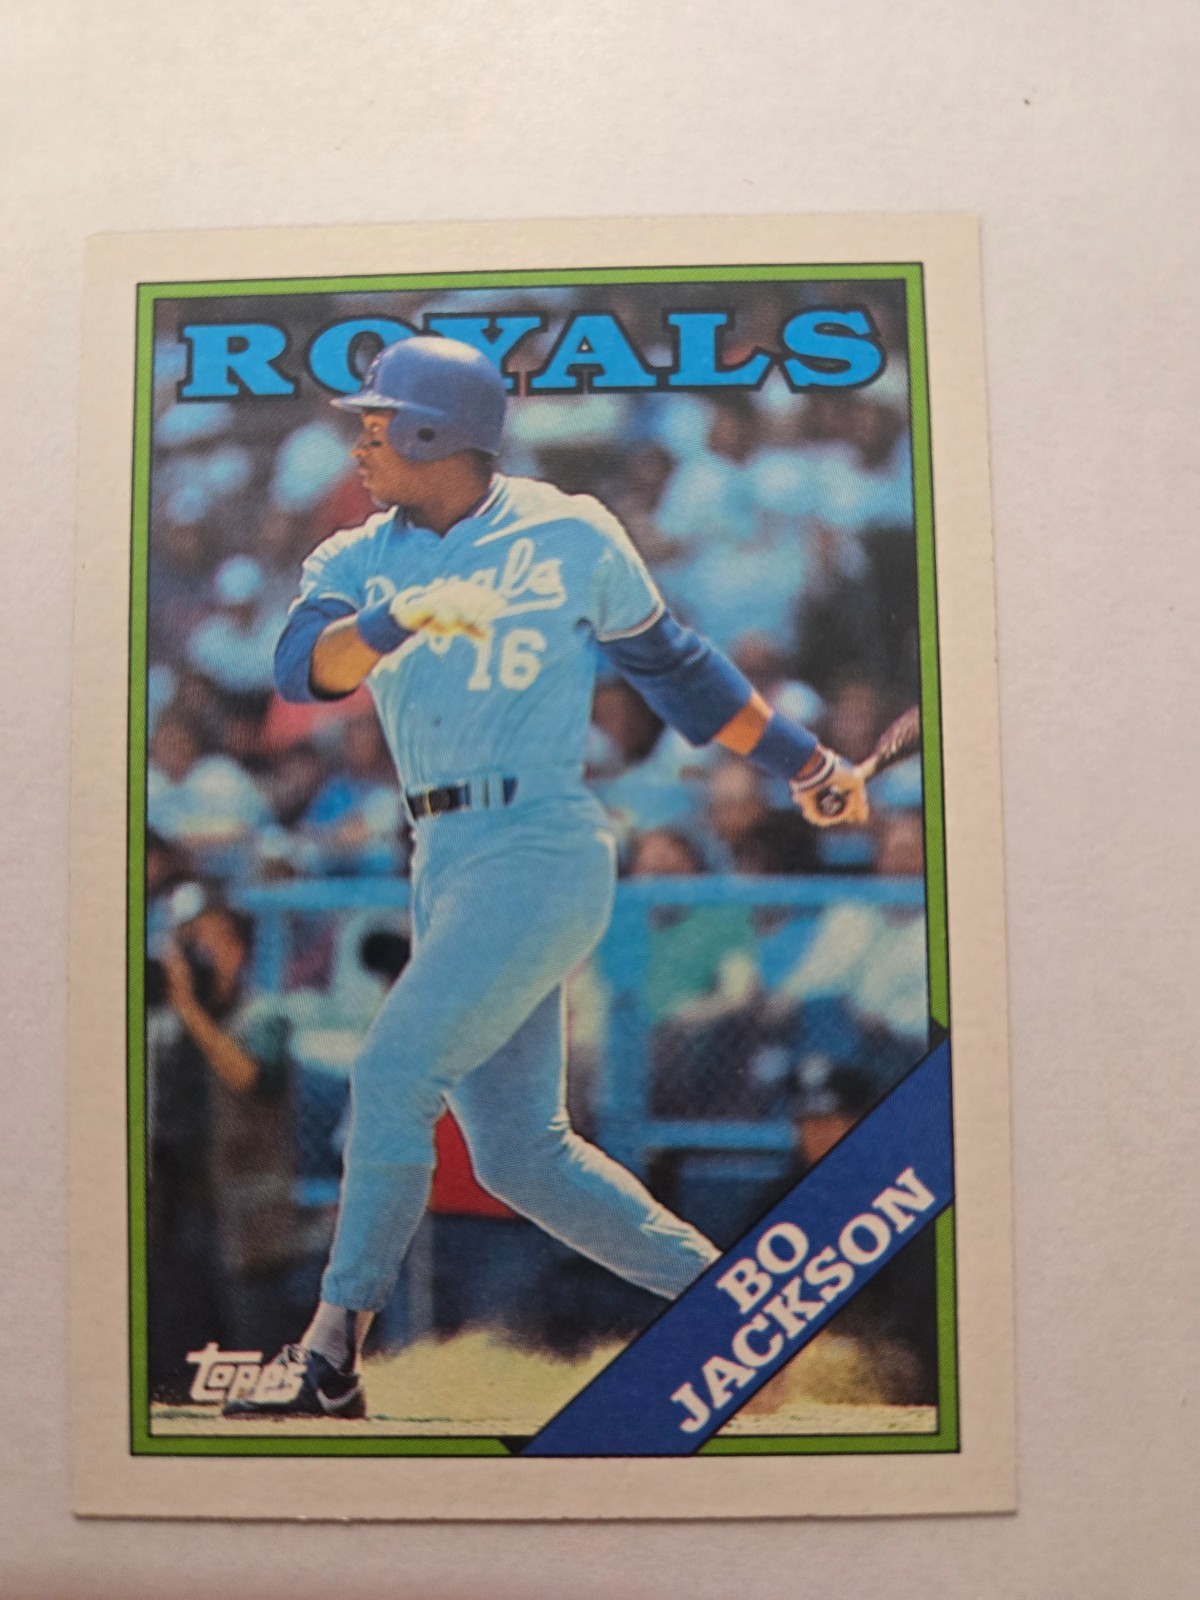 ROYALS
Royals
16
BO
JACKSON
topps